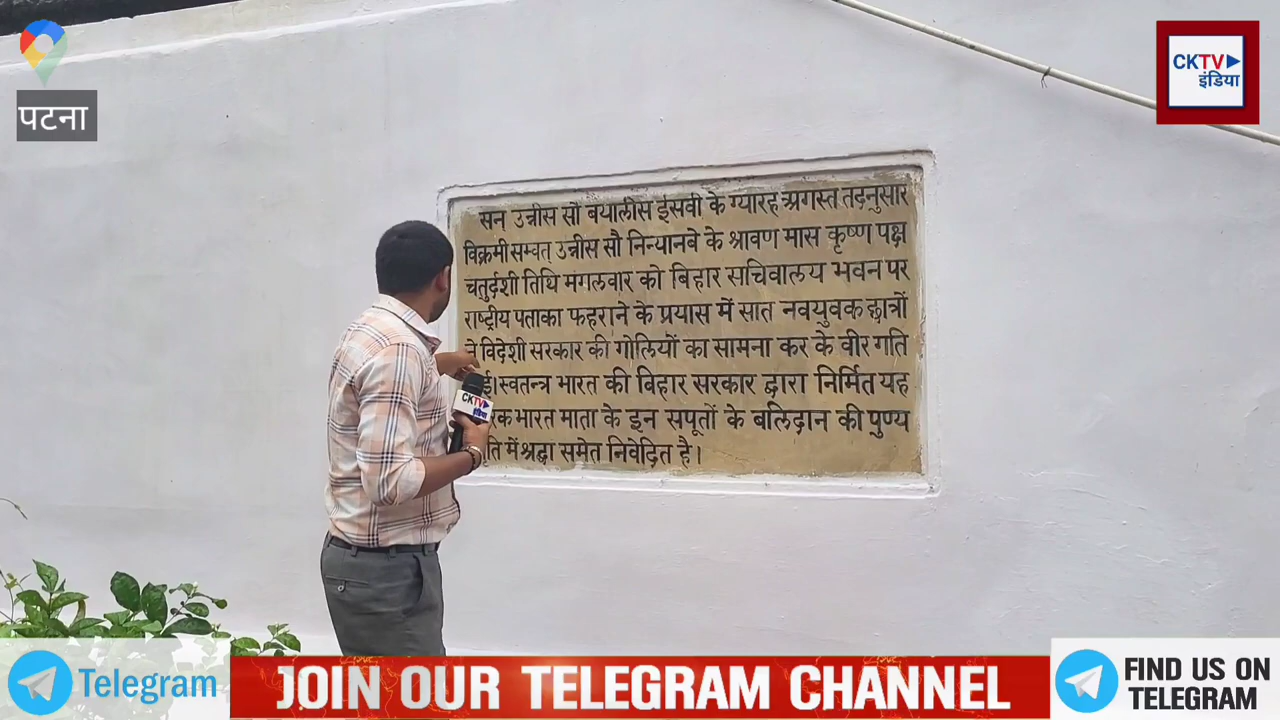 पटना
CKTV
इंडिया
सन् उन्नीस सौ बयालीस ईसवी के ग्यारह अगस्त तदनुसार
विक्रमी सम्वत् उन्नीस सौ निन्यानबे के श्रावण मास कृष्ण पक्ष
चतुर्दशी तिथि मंगलवार को बिहार सचिवालय भवन पर
राष्ट्रीय पताका फहराने के प्रयास में सात नवयुवक छात्रों
ने विदेशी सरकार की गोलियों का सामना कर के वीर गति
स्वतन्त्र भारत की बिहार सरकार द्वारा निर्मित यह
भारत माता के इन सपूतों के बलिदान की पुण्य
में श्रद्धा समेत निवेदित है।
CKTV
इंडिया
Telegram
JOIN OUR TELEGRAM CHANNEL
FIND US ON
TELEGRAM